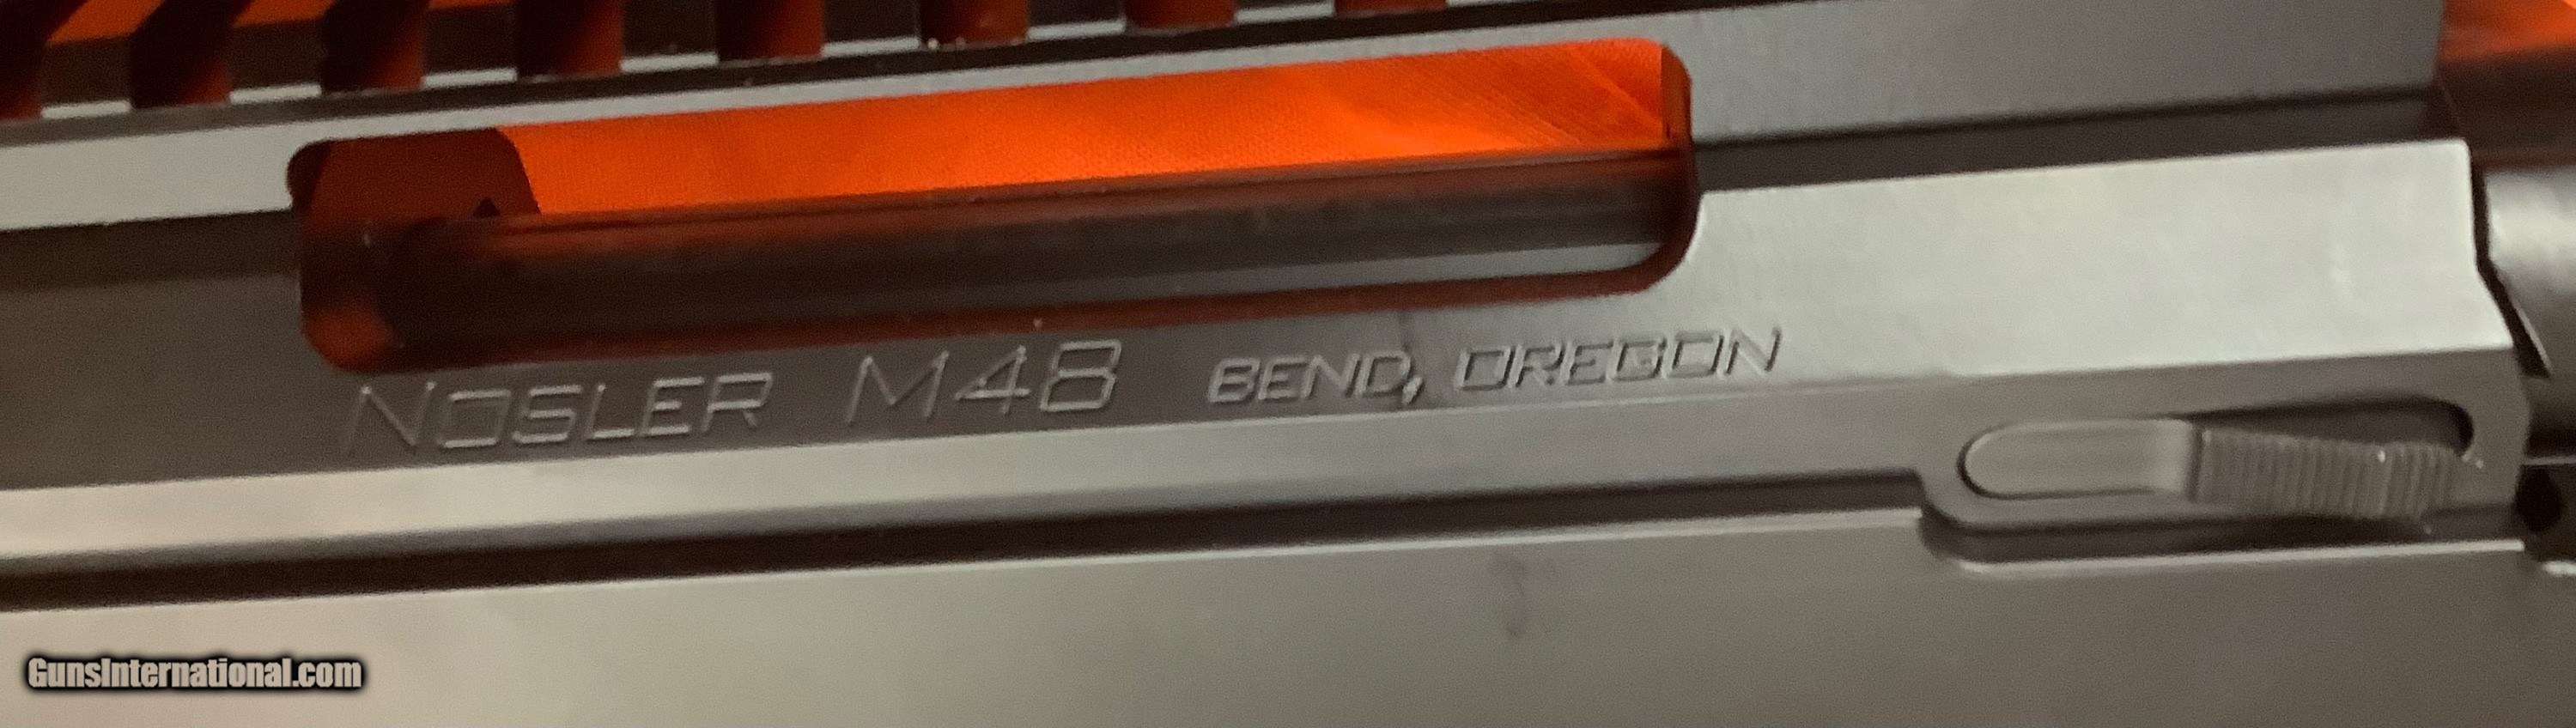 NOSLER M48 BEND, OREGON
GunsInternational.com